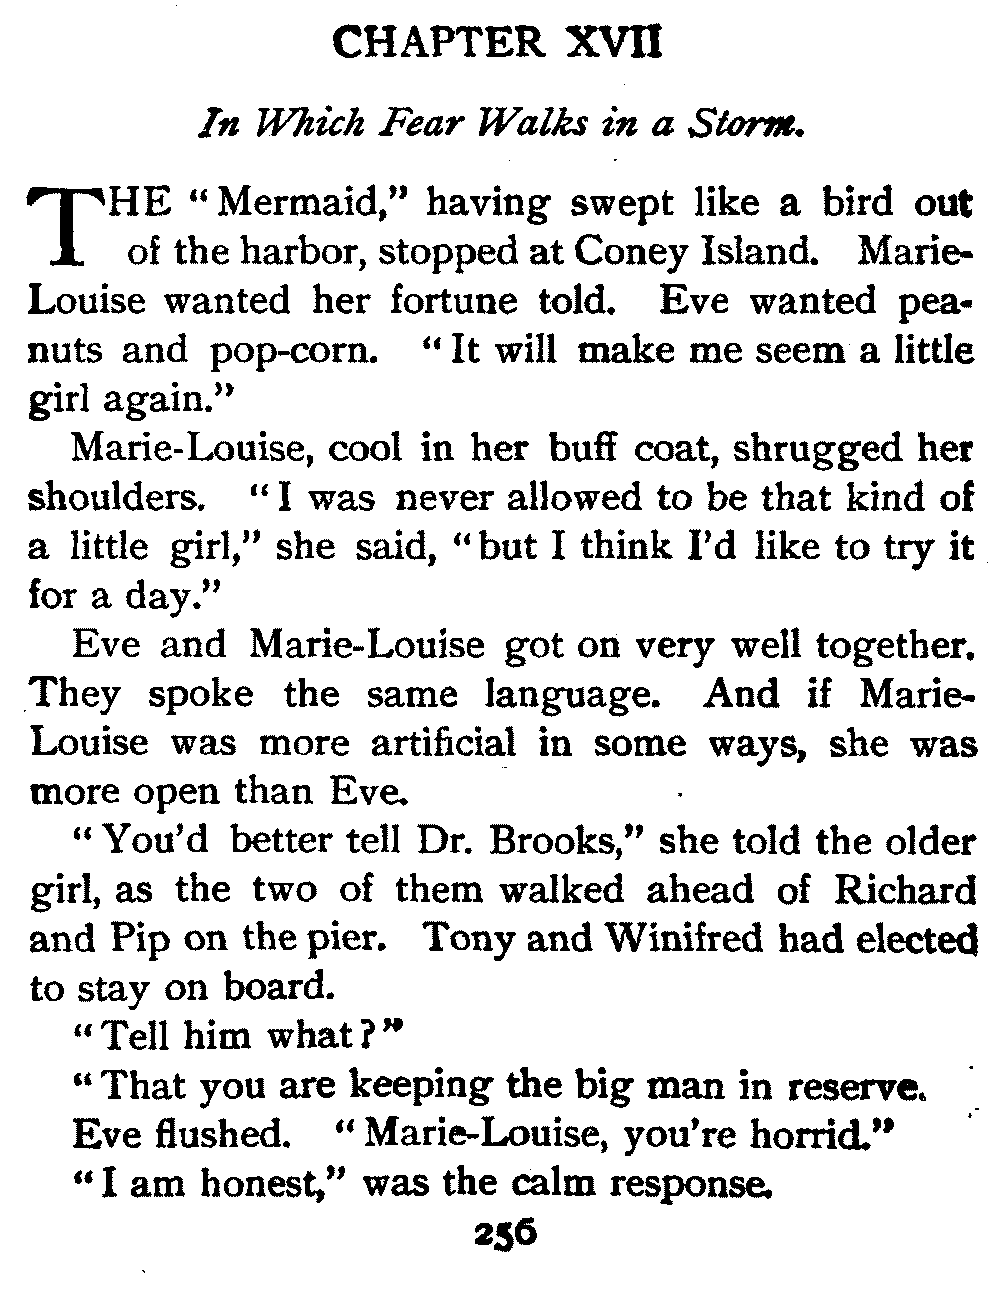 CHAPTER XVII
In Which Fear Walks in a Storm.
THE "Mermaid," having swept like a bird out
of the harbor, stopped at Coney Island. Marie-
Louise wanted her fortune told. Eve wanted pea-
nuts and pop-corn. "It will make me seem a little
girl again."
Marie-Louise, cool in her buff coat, shrugged her
shoulders. "I was never allowed to be that kind of
a little girl," she said, "but I think I'd like to try it
for a day."
Eve and Marie-Louise got on very well together.
They spoke the same language. And if Marie-
Louise was more artificial in some ways, she was
more open than Eve.
"You'd better tell Dr. Brooks," she told the older
girl, as the two of them walked ahead of Richard
and Pip on the pier. Tony and Winifred had elected
to stay on board.
"Tell him what?"
"That you are keeping the big man in reserve.
Eve flushed. "Marie-Louise, you're horrid."
"I am honest," was the calm response.
256